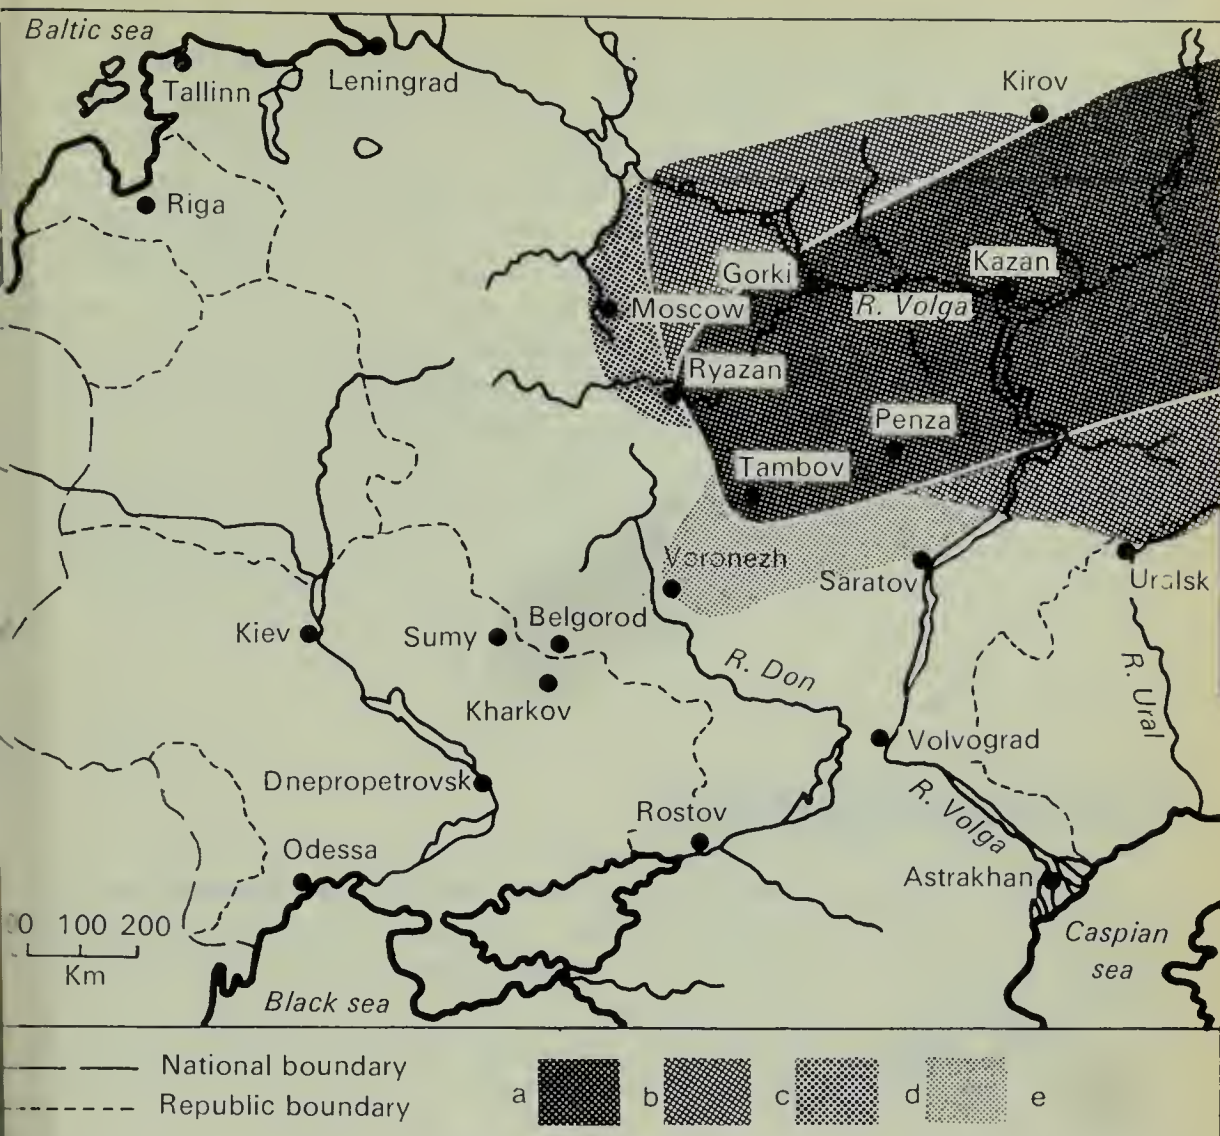 Baltic sea
Tallinn
Leningrad
Kirov
Riga
Gorki
Kazan
R. Volga
Moscow
Ryazan
Penza
Tambov
Voronezh
Saratov
Uralsk
Kiev
Sumy
Belgorod
Kharkov
R. Don
R. Ural
Volvograd
Dnepropetrovsk
R. Volga
Rostov
Odessa
Astrakhan
0 100 200
Km
Caspian
sea
Black sea
National boundary
Republic boundary
a b c d e